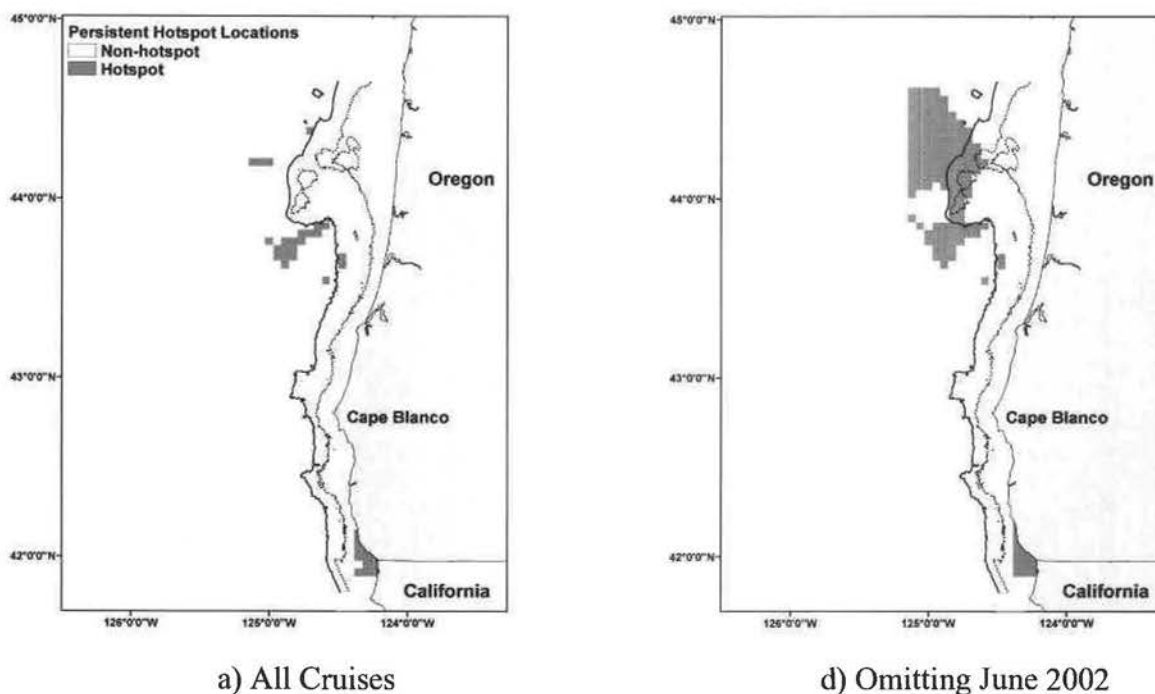 45°0'0"N
Persistent Hotspot Locations
Non-hotspot
Hotspot
Oregon
44°0'0"N
43°0'0"N
Cape Blanco
42°0'0"N
California
126°0'0"W
125°0'0"W
124°0'0"W
a) All Cruises
45°0'0"N
Oregon
44°0'0"N
43°0'0"N
Cape Blanco
42°0'0"N
California
126°0'0"W
125°0'0"W
124°0'0"W
d) Omitting June 2002